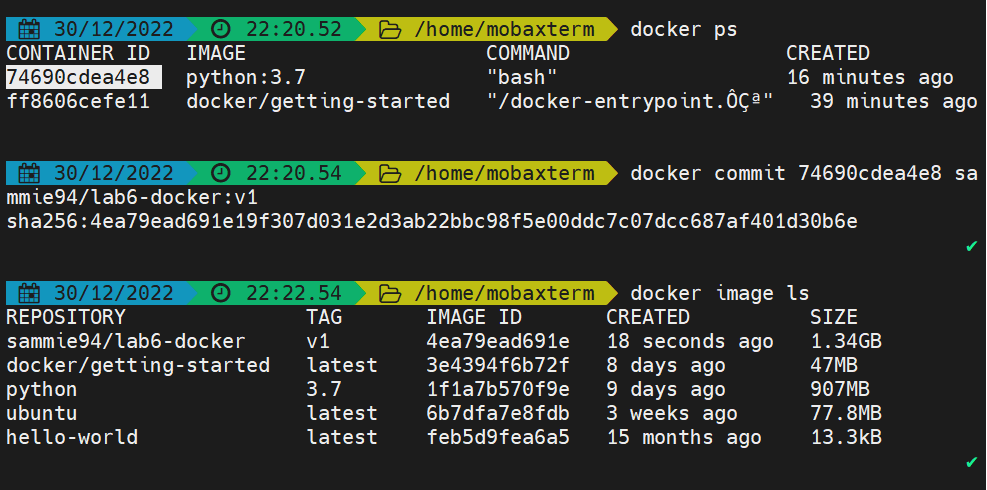 30/12/2022 22:20.52 /home/mobaxterm docker ps
CONTAINER ID IMAGE COMMAND CREATED
74690cdea4e8 python:3.7 "bash" 16 minutes ago
ff8606cefe11 docker/getting-started "/docker-entrypoint.ÔÇª" 39 minutes ago
30/12/2022 22:20.54 /home/mobaxterm docker commit 74690cdea4e8 sa
mmie94/lab6-docker:v1
sha256:4ea79ead691e19f307d031e2d3ab22bbc98f5e00ddc7c07dcc687af401d30b6e
✔
30/12/2022 22:22.54 /home/mobaxterm docker image ls
REPOSITORY TAG IMAGE ID CREATED SIZE
sammie94/lab6-docker v1 4ea79ead691e 18 seconds ago 1.34GB
docker/getting-started latest 3e4394f6b72f 8 days ago 47MB
python 3.7 1f1a7b570f9e 9 days ago 907MB
ubuntu latest 6b7dfa7e8fdb 3 weeks ago 77.8MB
hello-world latest feb5d9fea6a5 15 months ago 13.3kB
✔